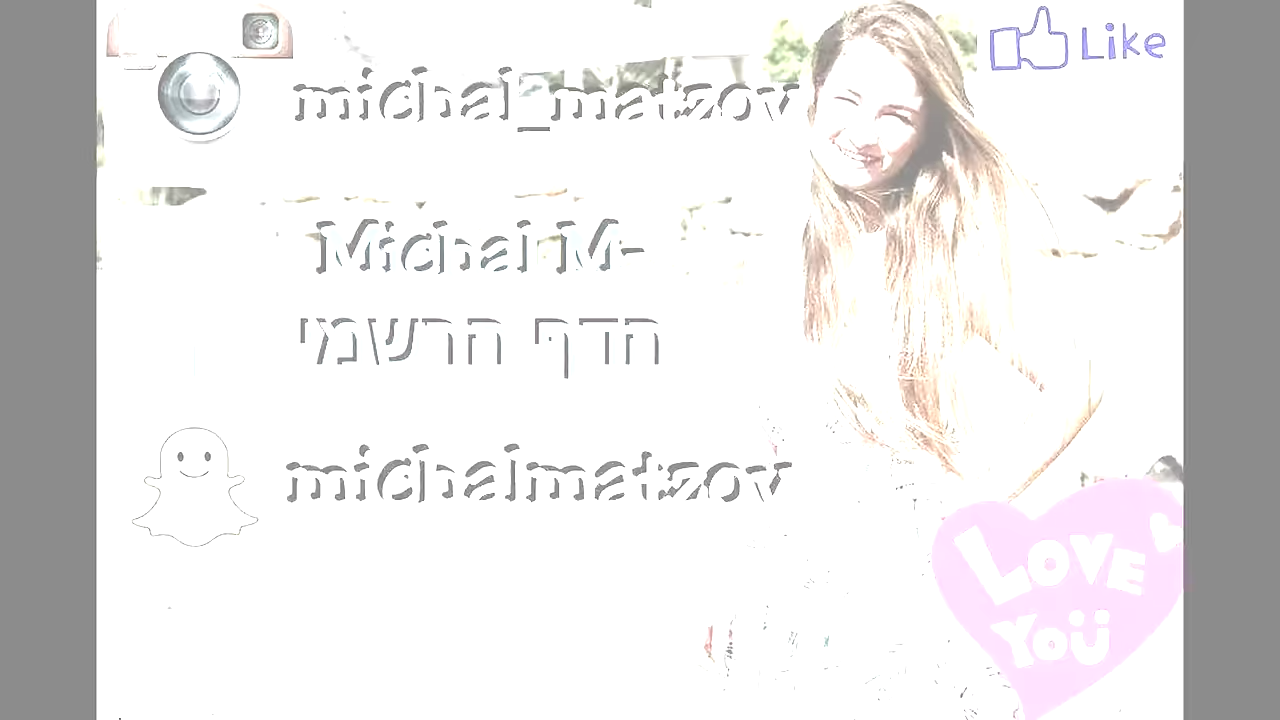 Like
michal_matzov
Michal M-
הדף הרשמי
michalmatzov
LOVE
YOU